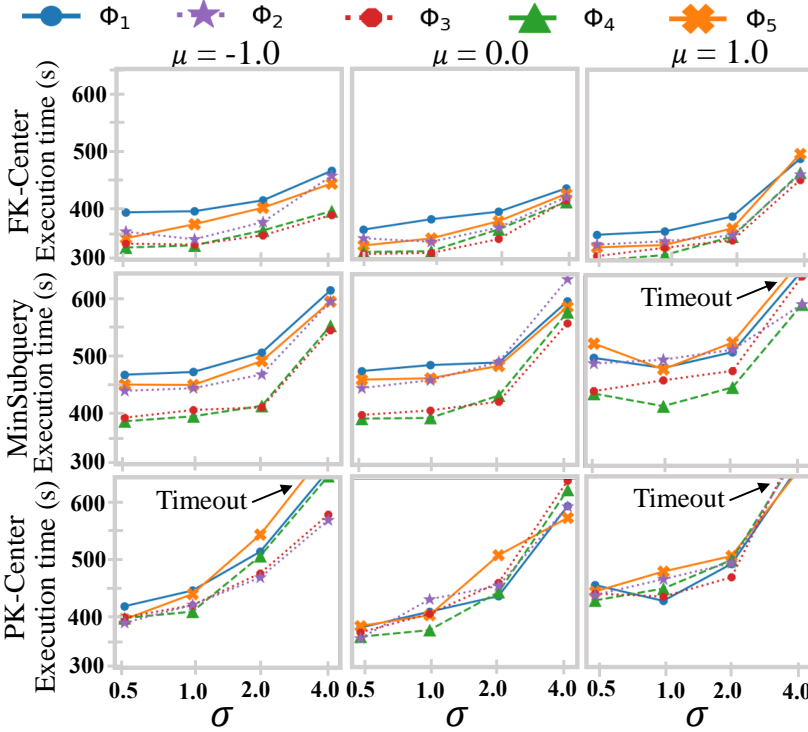 Φ₁ Φ₂ Φ₃ Φ₄ Φ₅
μ = -1.0 μ = 0.0 μ = 1.0
FK-Center
Execution time (s)
600
500
400
300
MinSubquery
Execution time (s)
600
500
400
300
Timeout
PK-Center
Execution time (s)
600
500
400
300
Timeout
Timeout
0.5 1.0 2.0 4.0 0.5 1.0 2.0 4.0 0.5 1.0 2.0 4.0
σ σ σ